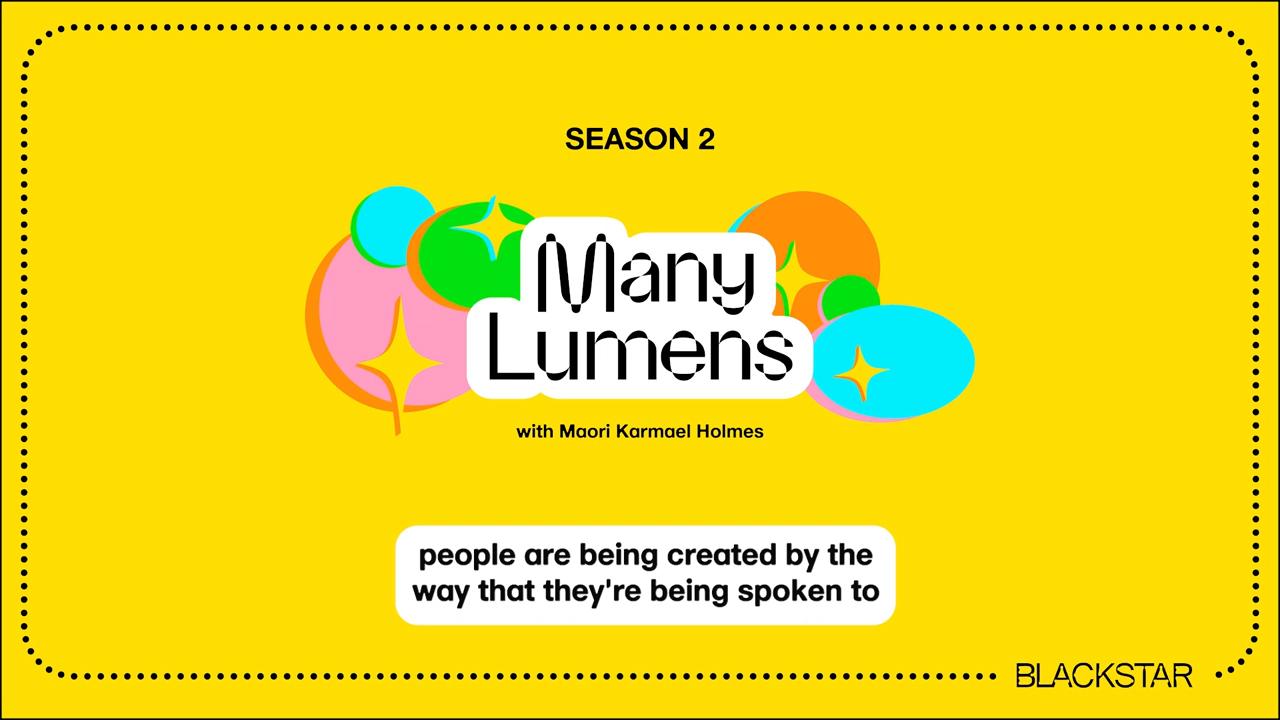 SEASON 2
Many
Lumens
with Maori Karmael Holmes
people are being created by the
way that they're being spoken to
BLACKSTAR